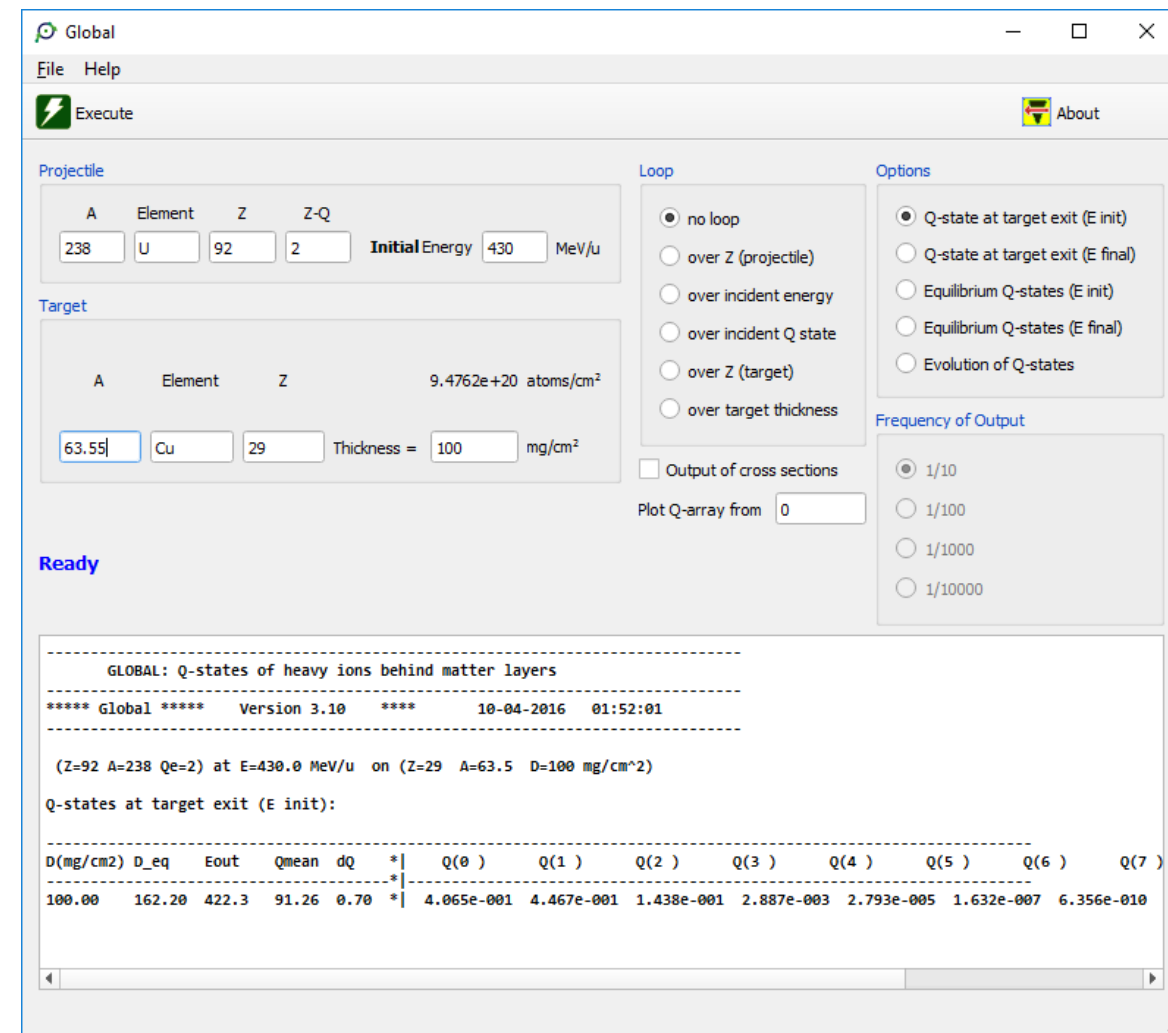 Global
File Help
Execute About
Projectile
A Element Z Z-Q
238 U 92 2 Initial Energy 430 MeV/u
Target
A Element Z 9.4762e+20 atoms/cm²
63.55 Cu 29 Thickness = 100 mg/cm²
Loop
no loop
over Z (projectile)
over incident energy
over incident Q state
over Z (target)
over target thickness
Output of cross sections
Plot Q-array from 0
Options
Q-state at target exit (E init)
Q-state at target exit (E final)
Equilibrium Q-states (E init)
Equilibrium Q-states (E final)
Evolution of Q-states
Frequency of Output
1/10
1/100
1/1000
1/10000
Ready
-------------------------------------------------------------------------------
GLOBAL: Q-states of heavy ions behind matter layers
-------------------------------------------------------------------------------
***** Global ***** Version 3.10 **** 10-04-2016 01:52:01
-------------------------------------------------------------------------------
(Z=92 A=238 Qe=2) at E=430.0 MeV/u on (Z=29 A=63.5 D=100 mg/cm^2)
Q-states at target exit (E init):
-------------------------------------------------------------------------------
D(mg/cm2) D_eq Eout Qmean dQ *| Q(0 ) Q(1 ) Q(2 ) Q(3 ) Q(4 ) Q(5 ) Q(6 ) Q(7 )
---------------------------------------*|---------------------------------------
100.00 162.20 422.3 91.26 0.70 *| 4.065e-001 4.467e-001 1.438e-001 2.887e-003 2.793e-005 1.632e-007 6.356e-010